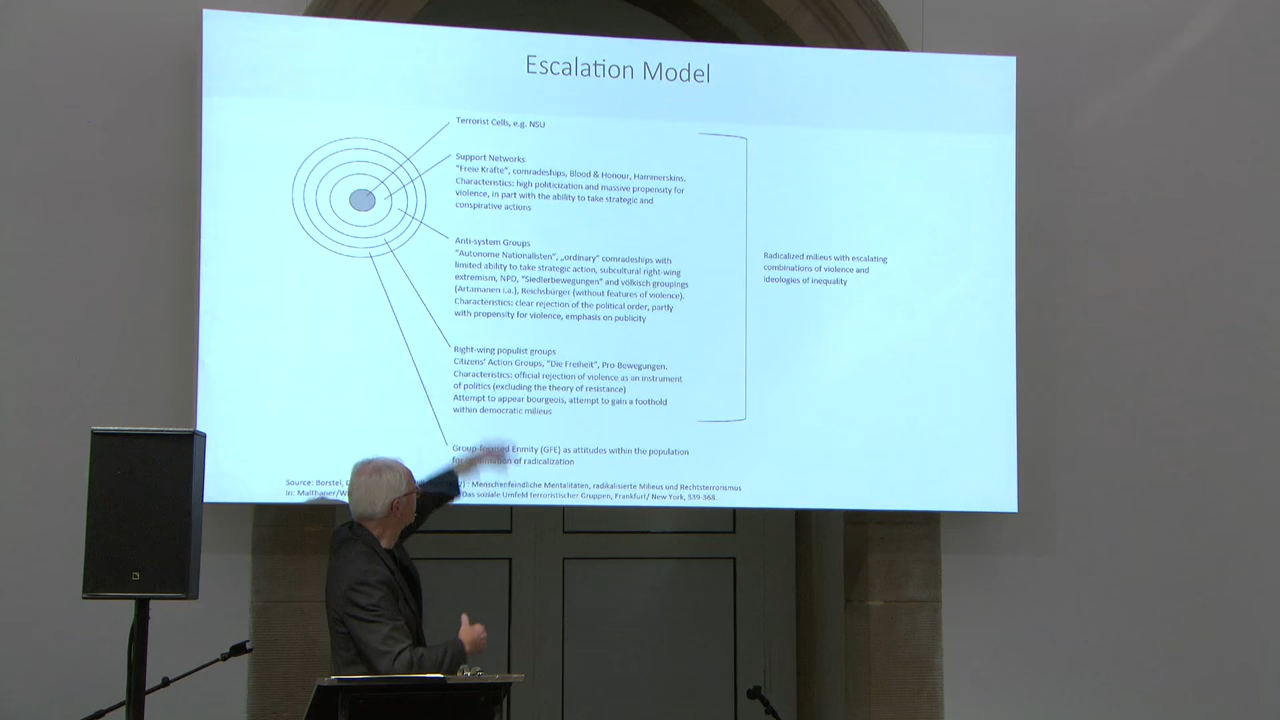 Escalation Model
Terrorist Cells, e.g. NSU
Support Networks
"Freie Kräfte", comradeships, Blood & Honour, Hammerskins.
Characteristics: high politicization and massive propensity for
violence, in part with the ability to take strategic and
conspirative actions
Anti-system Groups
"Autonome Nationalisten", „ordinary" comradeships with
limited ability to take strategic action, subcultural right-wing
extremism, NPD, "Siedlerbewegungen" and völkisch groupings
(Artamanen i.a.), Reichsbürger (without features of violence).
Characteristics: clear rejection of the political order, partly
with propensity for violence, emphasis on publicity
Radicalized milieus with escalating
combinations of violence and
ideologies of inequality
Right-wing populist groups
Citizens' Action Groups, "Die Freiheit", Pro Bewegungen.
Characteristics: official rejection of violence as an instrument
of politics (excluding the theory of resistance)
Attempt to appear bourgeois, attempt to gain a foothold
within democratic milieus
Group Enmity (GFE) as attitudes within the population
of radicalization
Source: Borstel, : Menschenfeindliche Mentalitäten, radikalisierte Milieus und Rechtsterrorismus
In: Das soziale Umfeld terroristischer Gruppen, Frankfurt/ New York, 339-368.